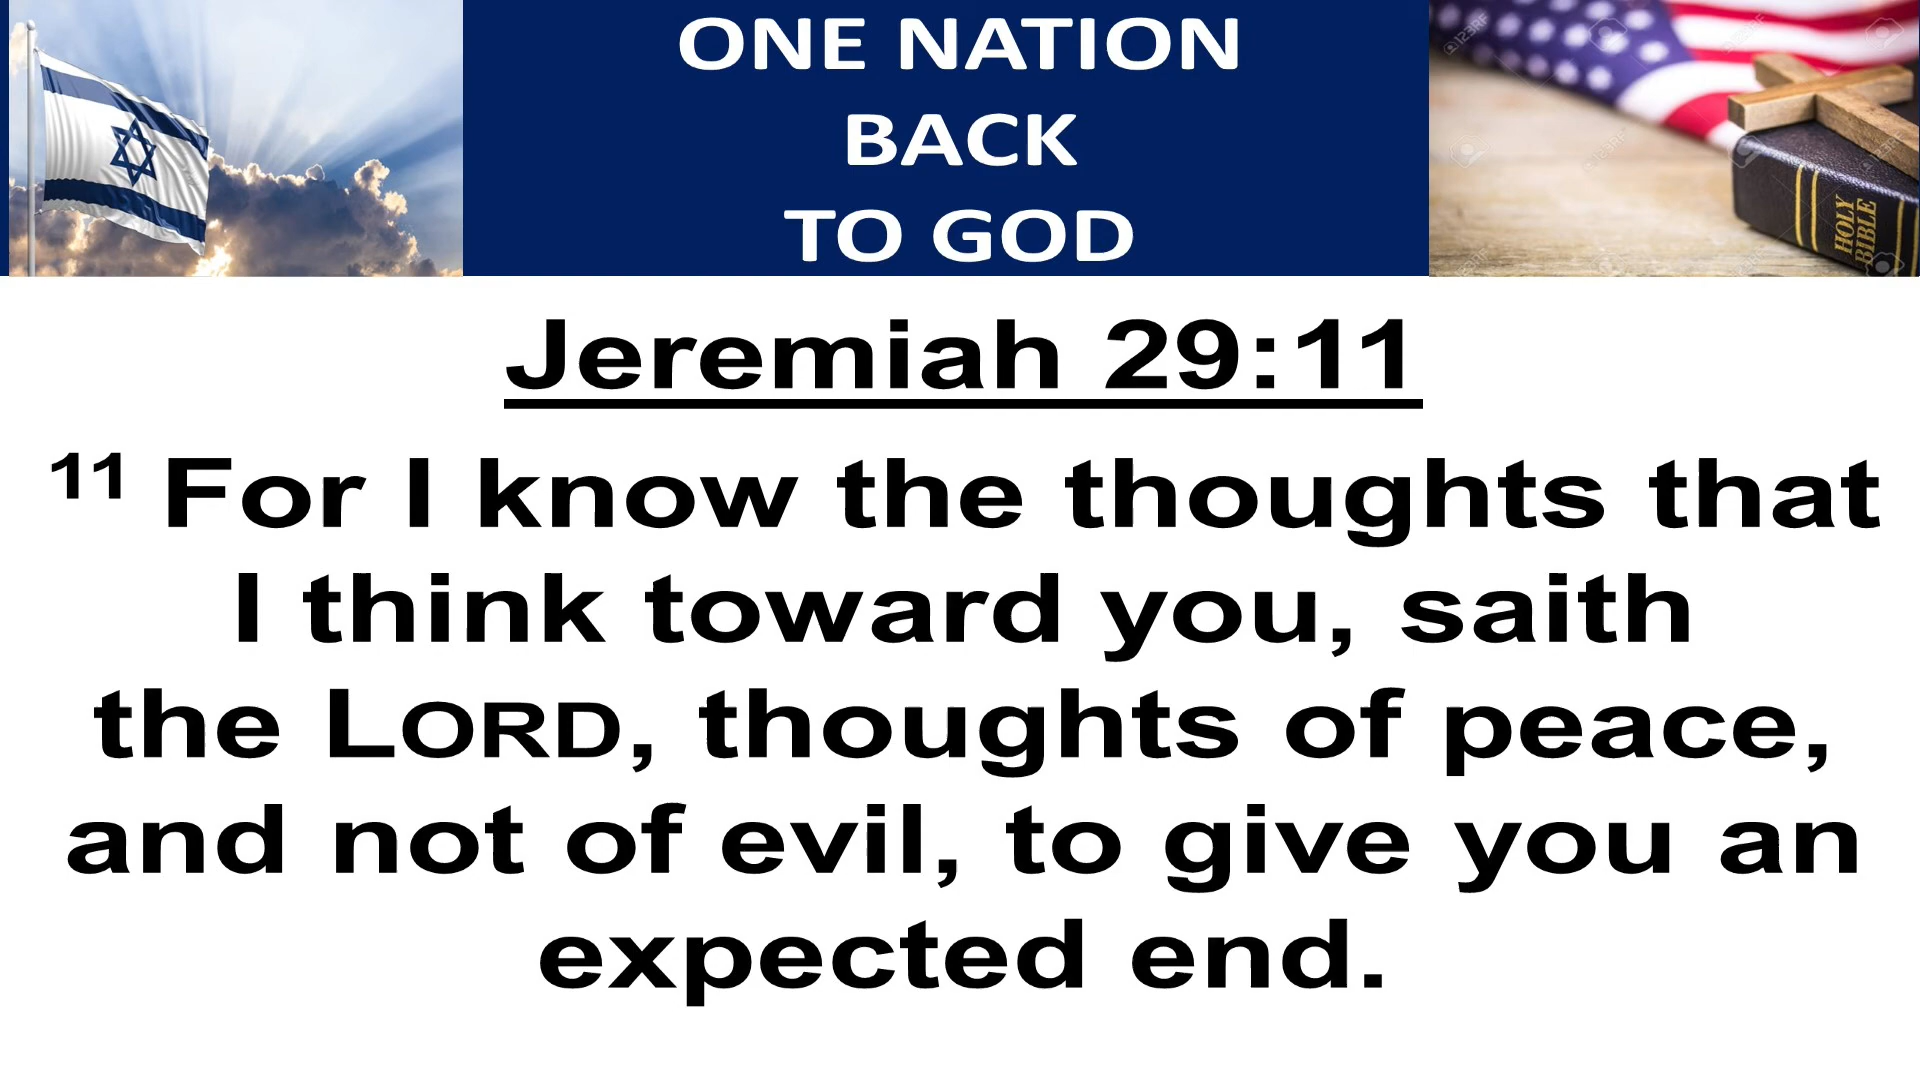 ONE NATION
BACK
TO GOD
HOLY
BIBLE
Jeremiah 29:11
11 For I know the thoughts that
I think toward you, saith
the LORD, thoughts of peace,
and not of evil, to give you an
expected end.